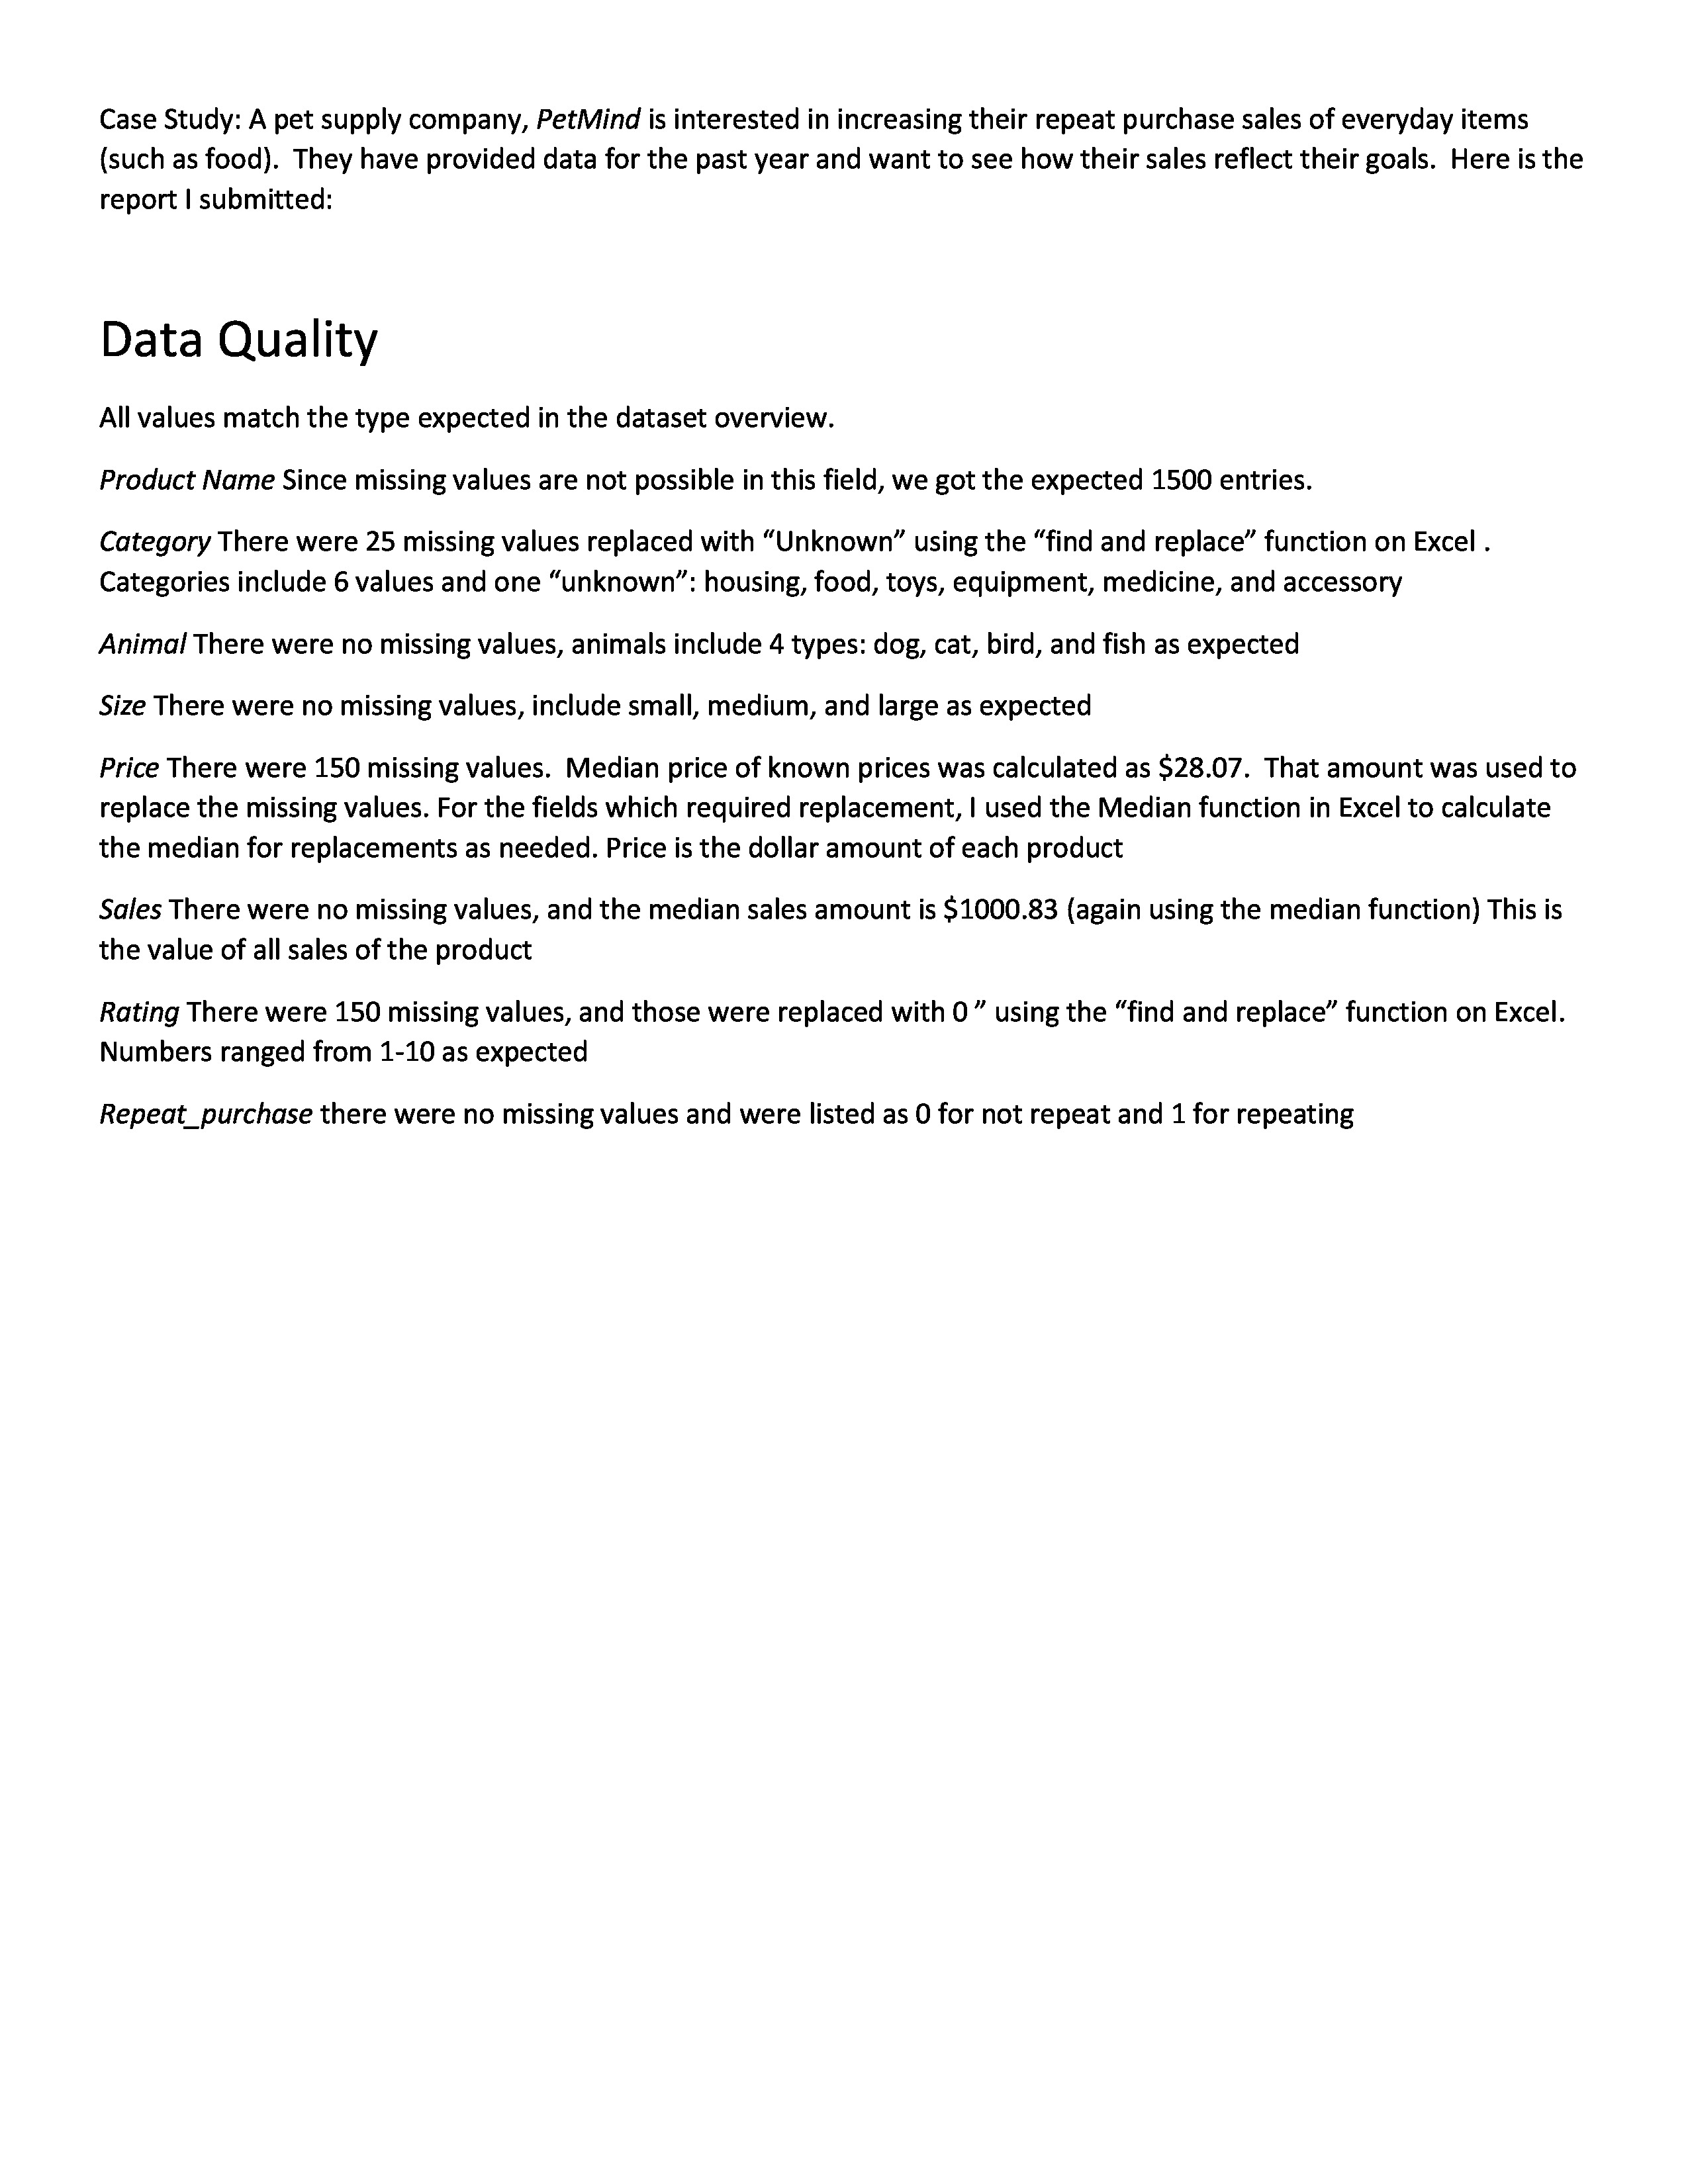 Case Study: A pet supply company, PetMind is interested in increasing their repeat purchase sales of everyday items
(such as food).  They have provided data for the past year and want to see how their sales reflect their goals.  Here is the
report I submitted:
Data Quality
All values match the type expected in the dataset overview.
Product Name Since missing values are not possible in this field, we got the expected 1500 entries.
Category There were 25 missing values replaced with “Unknown” using the “find and replace” function on Excel .
Categories include 6 values and one “unknown”: housing, food, toys, equipment, medicine, and accessory
Animal There were no missing values, animals include 4 types: dog, cat, bird, and fish as expected
Size There were no missing values, include small, medium, and large as expected
Price There were 150 missing values.  Median price of known prices was calculated as $28.07.  That amount was used to
replace the missing values. For the fields which required replacement, I used the Median function in Excel to calculate
the median for replacements as needed. Price is the dollar amount of each product
Sales There were no missing values, and the median sales amount is $1000.83 (again using the median function) This is
the value of all sales of the product
Rating There were 150 missing values, and those were replaced with 0 ” using the “find and replace” function on Excel.
Numbers ranged from 1-10 as expected
Repeat_purchase there were no missing values and were listed as 0 for not repeat and 1 for repeating